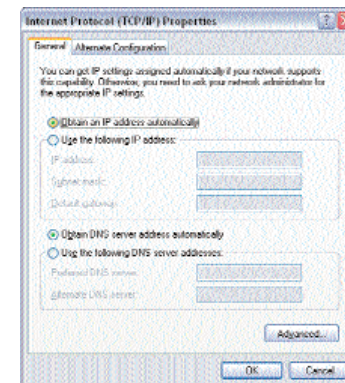 Internet Protocol (TCP/IP) Properties
General Alternate Configuration
You can get IP settings assigned automatically if your network supports
this capability. Otherwise, you need to ask your network administrator for
the appropriate IP settings.
Obtain an IP address automatically
Use the following IP address:
IP address:
Subnet mask:
Default gateway:
Obtain DNS server address automatically
Use the following DNS server addresses:
Preferred DNS server:
Alternate DNS server:
Advanced...
OK Cancel